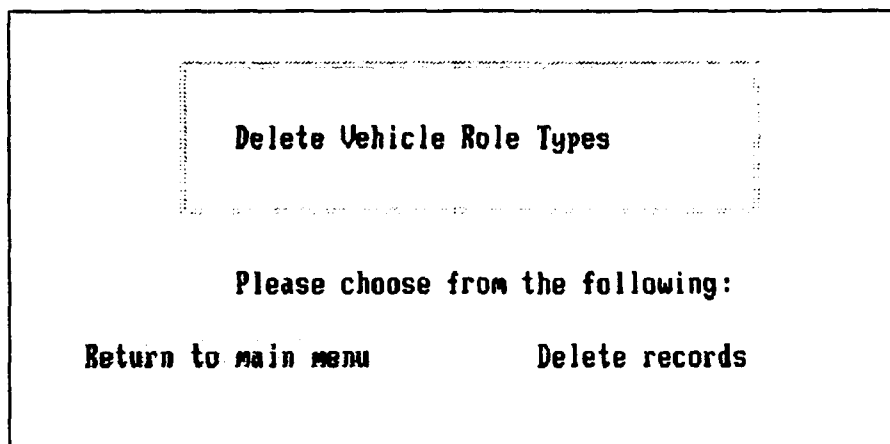 Delete Vehicle Role Types
Please choose from the following:
Return to main menu Delete records